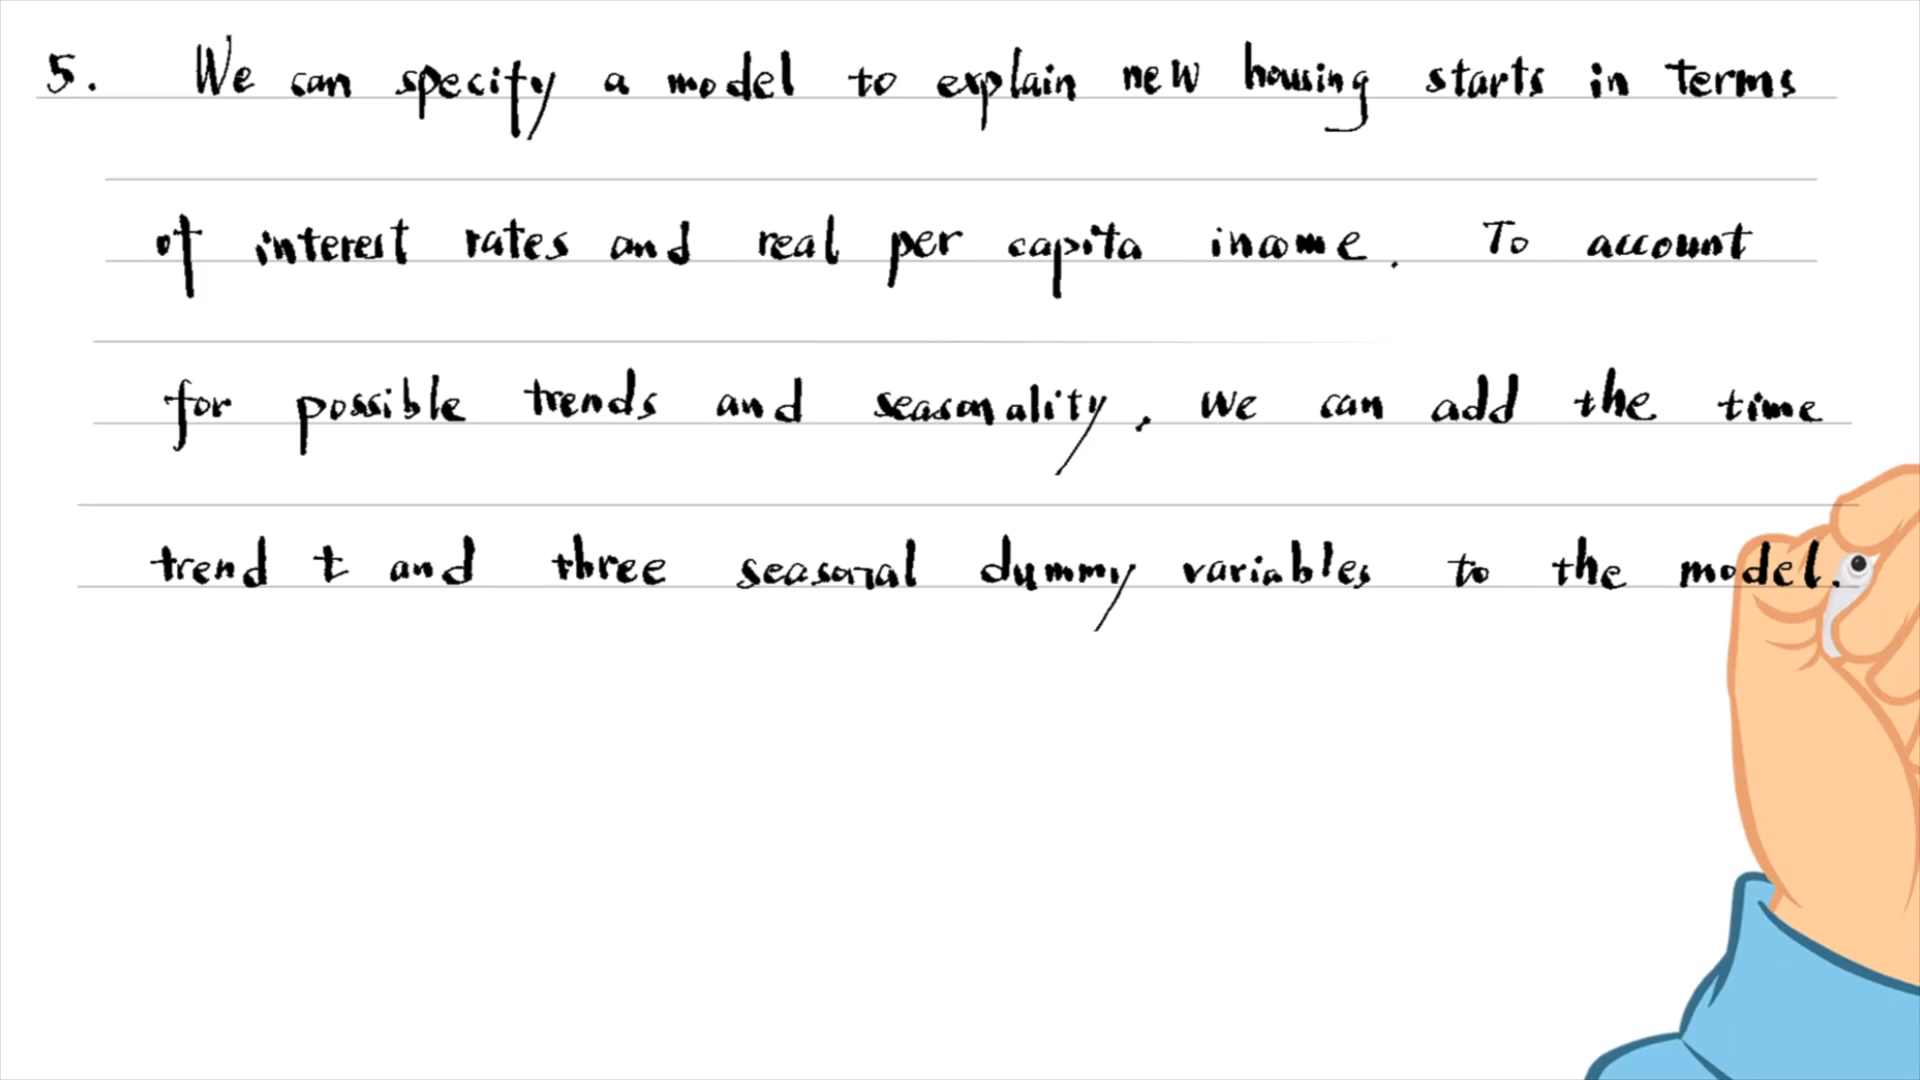 5. We can specify a model to explain new housing starts in terms
of interest rates and real per capita income. To account
for possible trends and seasonality, we can add the time
trend t and three seasonal dummy variables to the model.